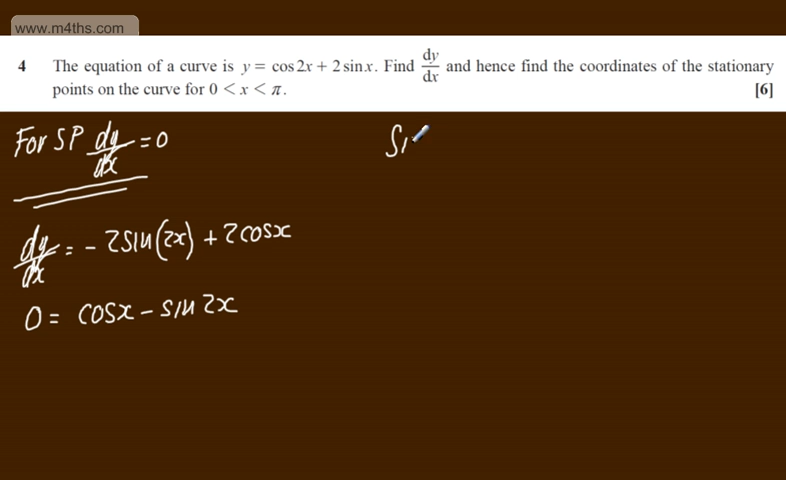 www.m4ths.com
4 The equation of a curve is y = cos 2x + 2 sin x. Find dy/dx and hence find the coordinates of the stationary
points on the curve for 0 < x < π. [6]
For SP dy/dx = 0
dy/dx = - 2sin(2x) + 2cosx
0 = cosx - sin 2x